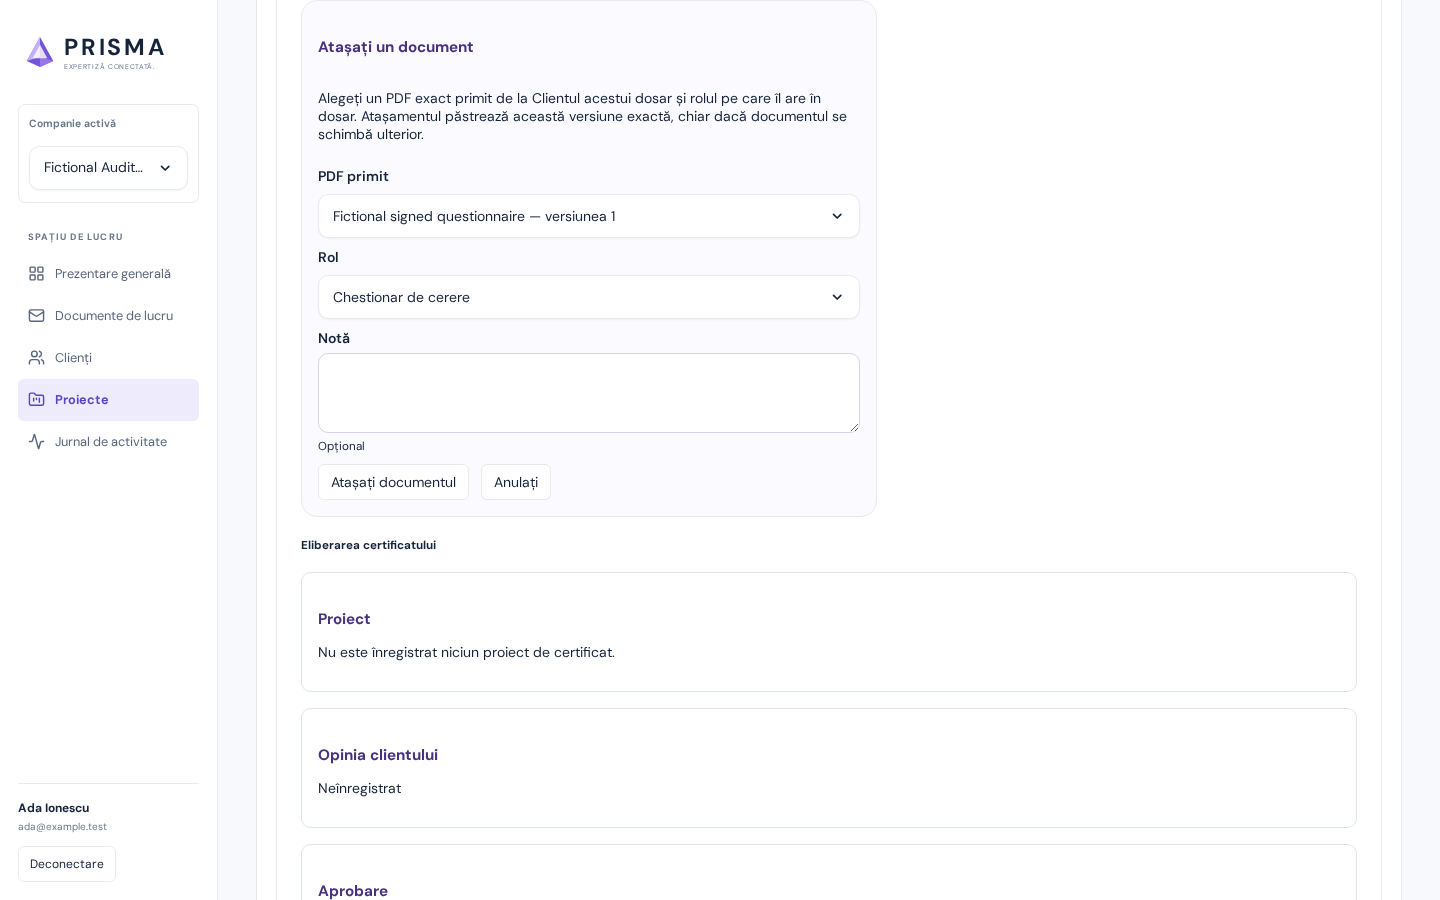 PRISMA
EXPERTIZĂ CONECTATĂ.
Companie activă
Fictional Audit...
SPAȚIU DE LUCRU
Prezentare generală
Documente de lucru
Clienți
Proiecte
Jurnal de activitate
Ada Ionescu
ada@example.test
Deconectare
Atașați un document
Alegeți un PDF exact primit de la Clientul acestui dosar și rolul pe care îl are în
dosar. Atașamentul păstrează această versiune exactă, chiar dacă documentul se
schimbă ulterior.
PDF primit
Fictional signed questionnaire — versiunea 1
Rol
Chestionar de cerere
Notă
Opțional
Atașați documentul
Anulați
Eliberarea certificatului
Proiect
Nu este înregistrat niciun proiect de certificat.
Opinia clientului
Neînregistrat
Aprobare